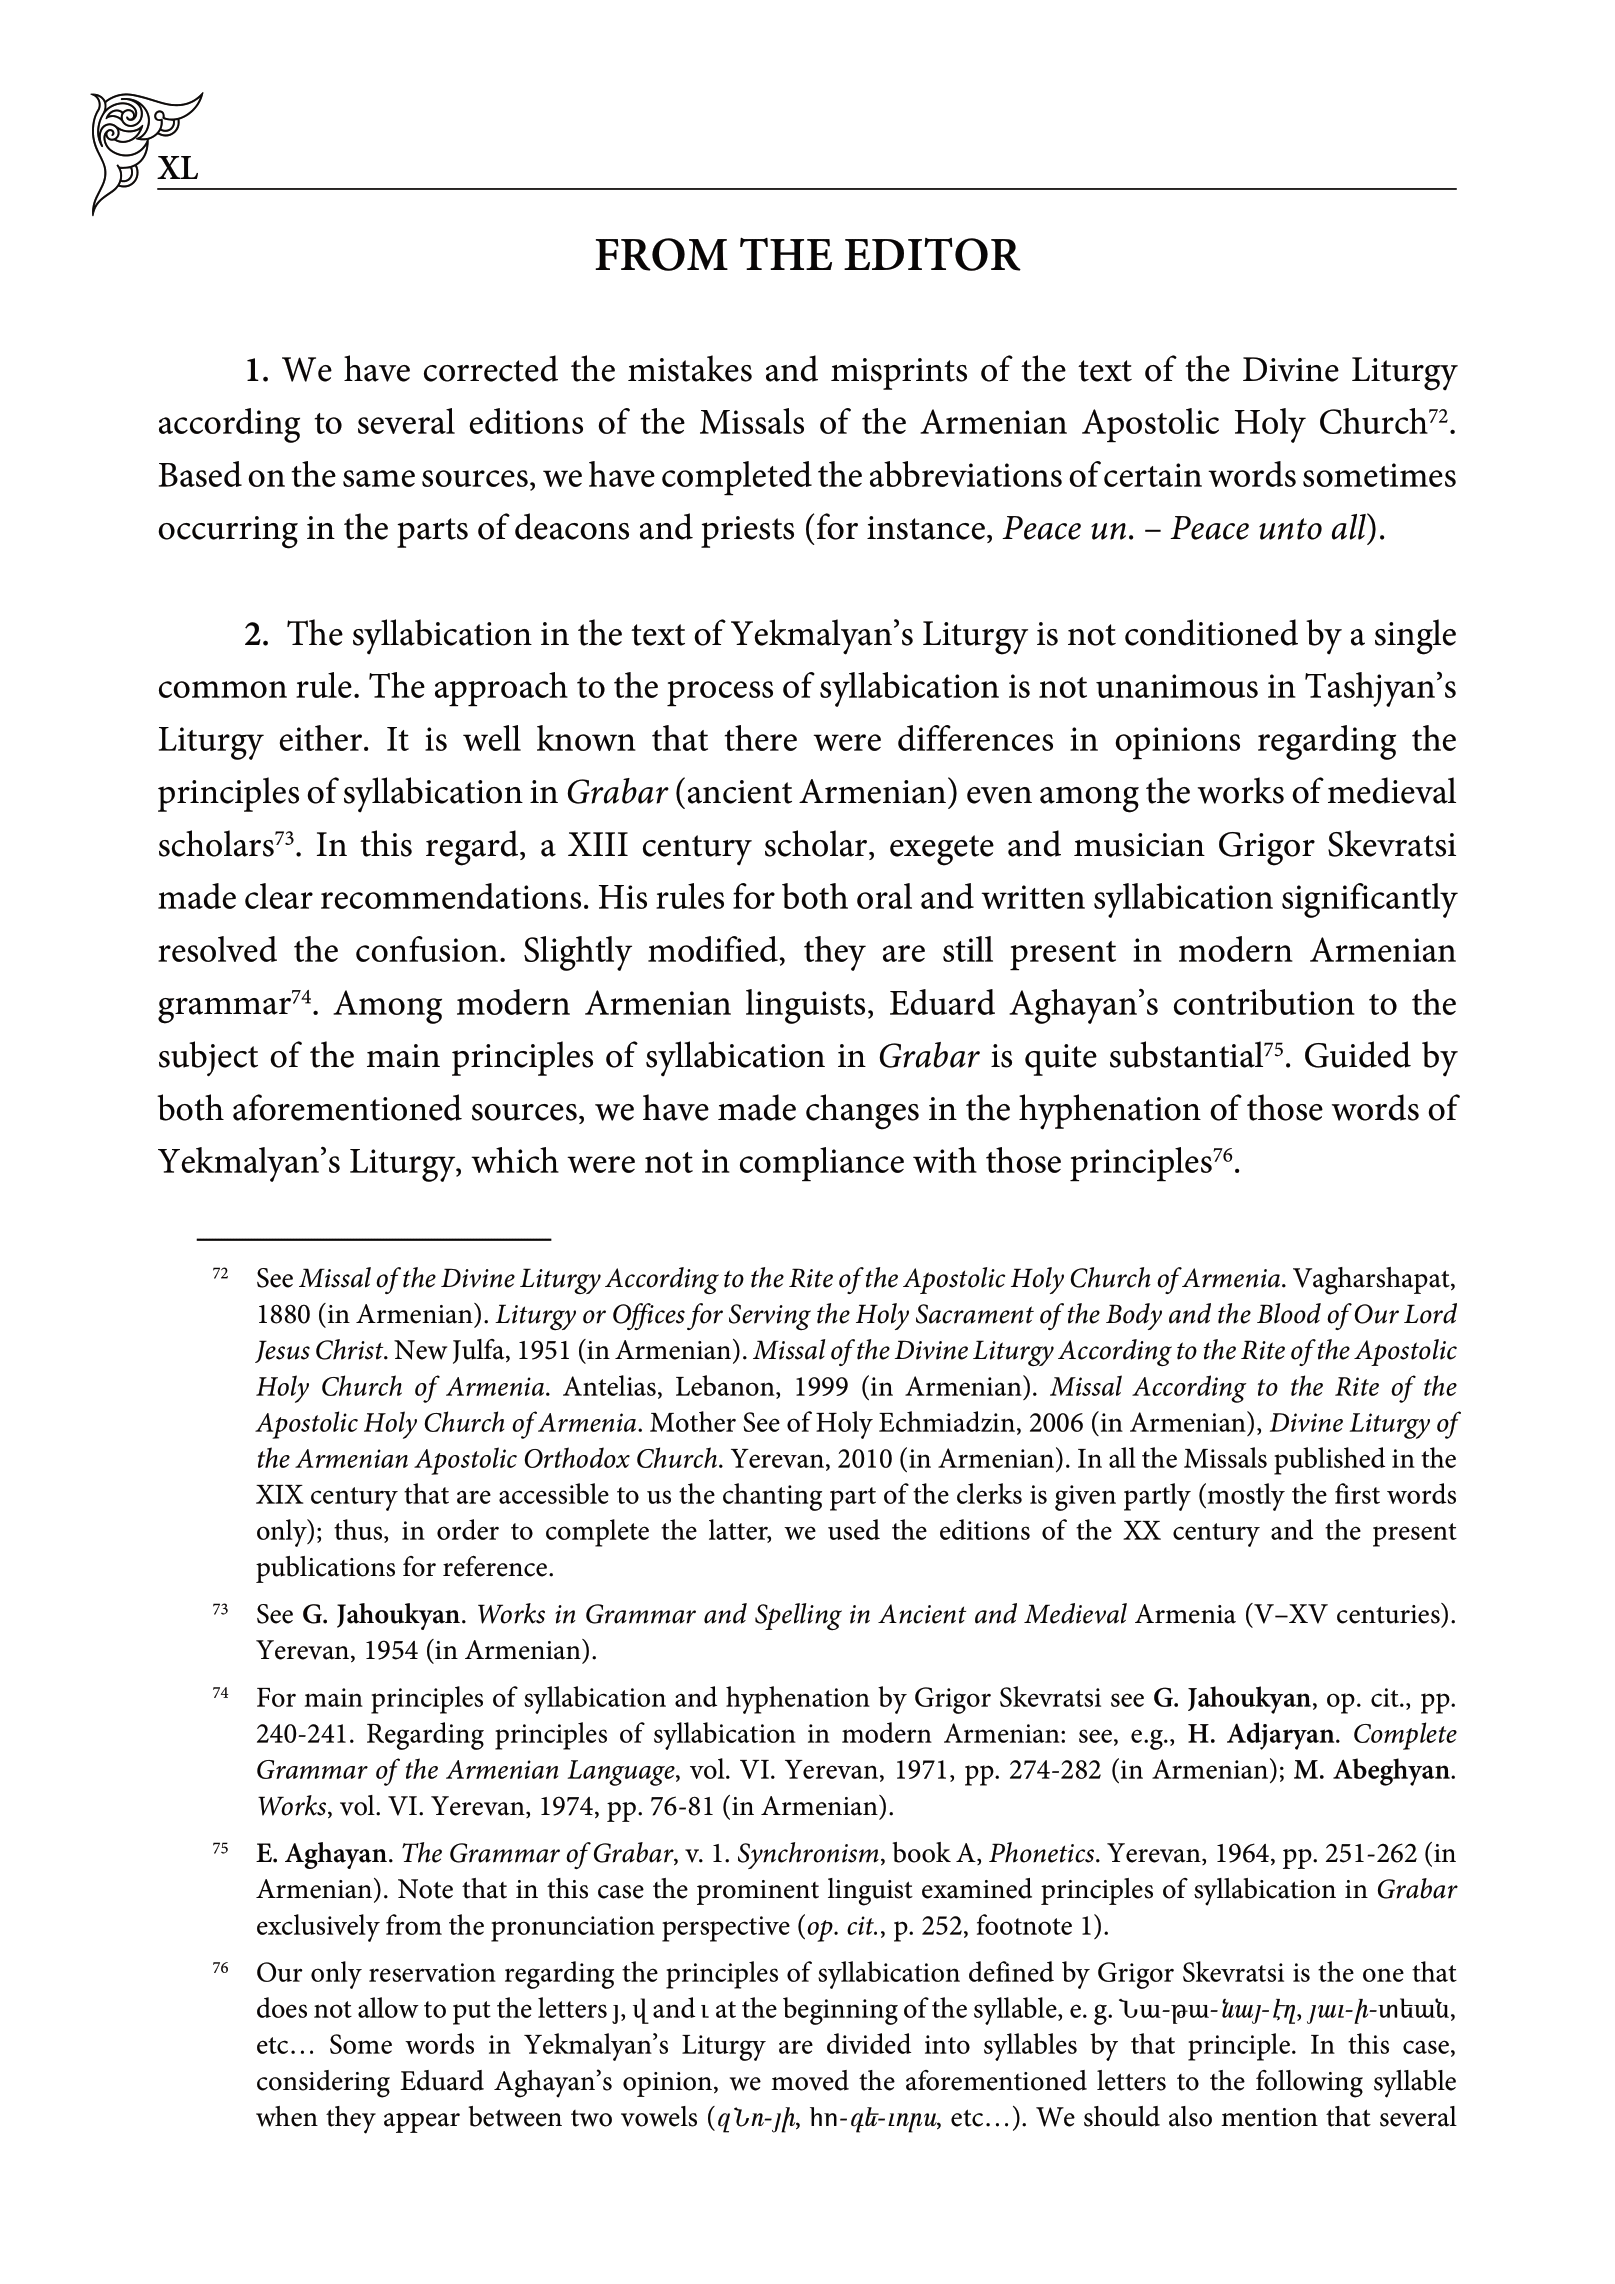 XL
FROM THE EDITOR
1. We have corrected the mistakes and misprints of the text of the Divine Liturgy
according to several editions of the Missals of the Armenian Apostolic Holy Church72.
Based on the same sources, we have completed the abbreviations of certain words sometimes
occurring in the parts of deacons and priests (for instance, Peace un. – Peace unto all).
2. The syllabication in the text of Yekmalyan’s Liturgy is not conditioned by a single
common rule. The approach to the process of syllabication is not unanimous in Tashjyan’s
Liturgy either. It is well known that there were differences in opinions regarding the
principles of syllabication in Grabar (ancient Armenian) even among the works of medieval
scholars73. In this regard, a XIII century scholar, exegete and musician Grigor Skevratsi
made clear recommendations. His rules for both oral and written syllabication significantly
resolved the confusion. Slightly modified, they are still present in modern Armenian
grammar74. Among modern Armenian linguists, Eduard Aghayan’s contribution to the
subject of the main principles of syllabication in Grabar is quite substantial75. Guided by
both aforementioned sources, we have made changes in the hyphenation of those words of
Yekmalyan’s Liturgy, which were not in compliance with those principles76.
72 See Missal of the Divine Liturgy According to the Rite of the Apostolic Holy Church of Armenia. Vagharshapat,
1880 (in Armenian). Liturgy or Offices for Serving the Holy Sacrament of the Body and the Blood of Our Lord
Jesus Christ. New Julfa, 1951 (in Armenian). Missal of the Divine Liturgy According to the Rite of the Apostolic
Holy Church of Armenia. Antelias, Lebanon, 1999 (in Armenian). Missal According to the Rite of the
Apostolic Holy Church of Armenia. Mother See of Holy Echmiadzin, 2006 (in Armenian), Divine Liturgy of
the Armenian Apostolic Orthodox Church. Yerevan, 2010 (in Armenian). In all the Missals published in the
XIX century that are accessible to us the chanting part of the clerks is given partly (mostly the first words
only); thus, in order to complete the latter, we used the editions of the XX century and the present
publications for reference.
73 See G. Jahoukyan. Works in Grammar and Spelling in Ancient and Medieval Armenia (V–XV centuries).
Yerevan, 1954 (in Armenian).
74 For main principles of syllabication and hyphenation by Grigor Skevratsi see G. Jahoukyan, op. cit., pp.
240-241. Regarding principles of syllabication in modern Armenian: see, e.g., H. Adjaryan. Complete
Grammar of the Armenian Language, vol. VI. Yerevan, 1971, pp. 274-282 (in Armenian); M. Abeghyan.
Works, vol. VI. Yerevan, 1974, pp. 76-81 (in Armenian).
75 E. Aghayan. The Grammar of Grabar, v. 1. Synchronism, book A, Phonetics. Yerevan, 1964, pp. 251-262 (in
Armenian). Note that in this case the prominent linguist examined principles of syllabication in Grabar
exclusively from the pronunciation perspective (op. cit., p. 252, footnote 1).
76 Our only reservation regarding the principles of syllabication defined by Grigor Skevratsi is the one that
does not allow to put the letters յ, վ and ւ at the beginning of the syllable, e. g. Նա-թա-նայ-էղ, յաւ-ի-տեան,
etc… Some words in Yekmalyan’s Liturgy are divided into syllables by that principle. In this case,
considering Eduard Aghayan’s opinion, we moved the aforementioned letters to the following syllable
when they appear between two vowels (զՆո-յի, հո-գե-ւորս, etc…). We should also mention that several